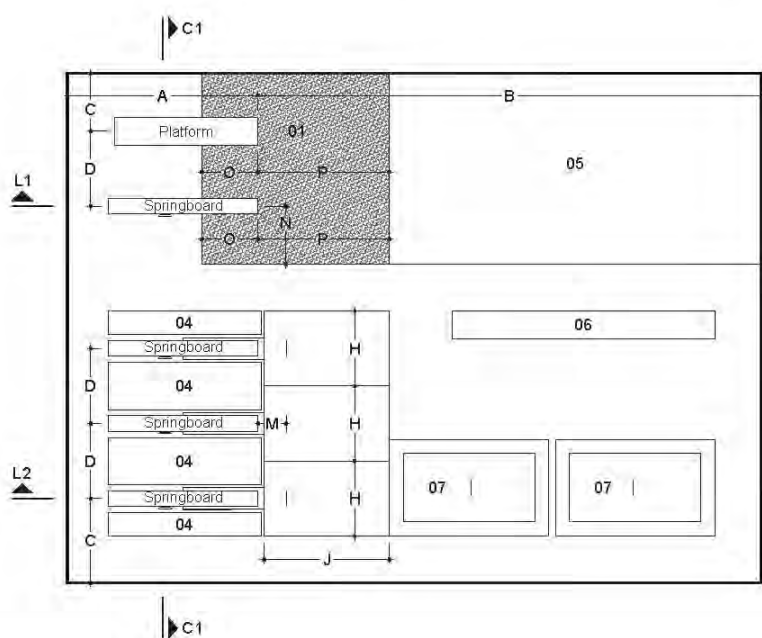 C1
A
B
C
Platform
01
D
O
P
05
L1
Springboard
N
O
P
04
06
Springboard
H
D
04
Springboard
M
H
D
04
07
07
L2
Springboard
H
04
C
J
C1